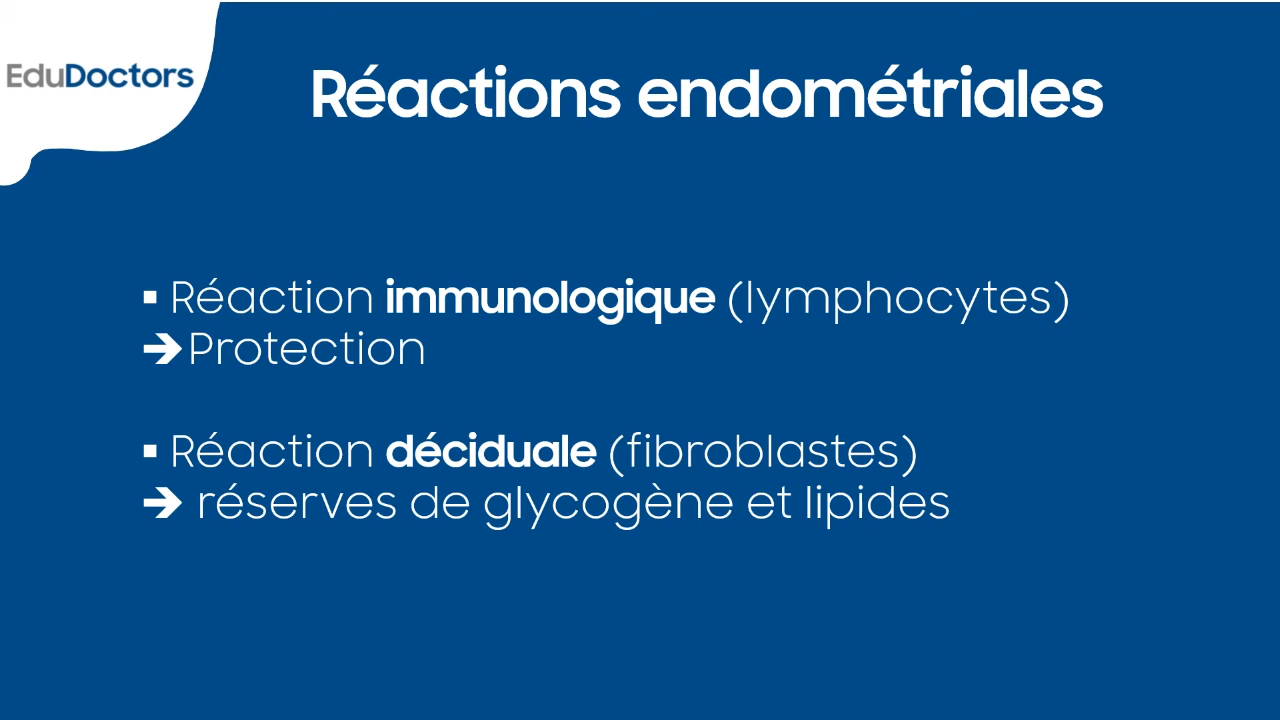 EduDoctors
Réactions endométriales
▪ Réaction immunologique (lymphocytes)
➔ Protection
▪ Réaction déciduale (fibroblastes)
➔ réserves de glycogène et lipides